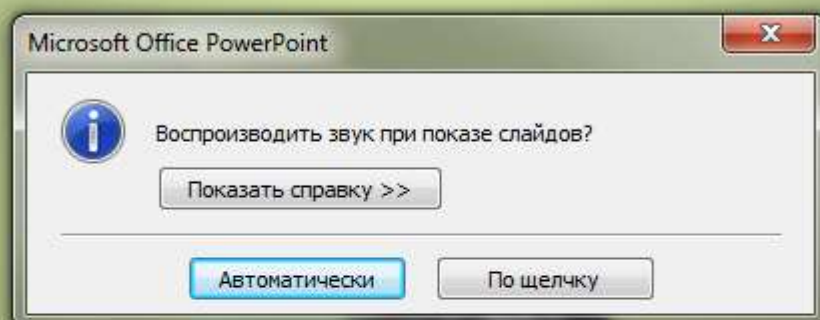 Microsoft Office PowerPoint
Воспроизводить звук при показе слайдов?
Показать справку >>
Автоматически
По щелчку